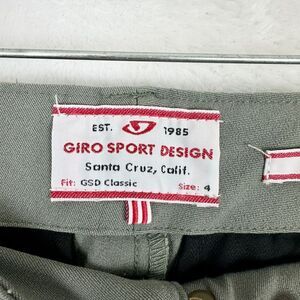 EST. 1985
GIRO SPORT DESIGN
Santa Cruz, Calif.
Fit: GSD Classic Size: 4